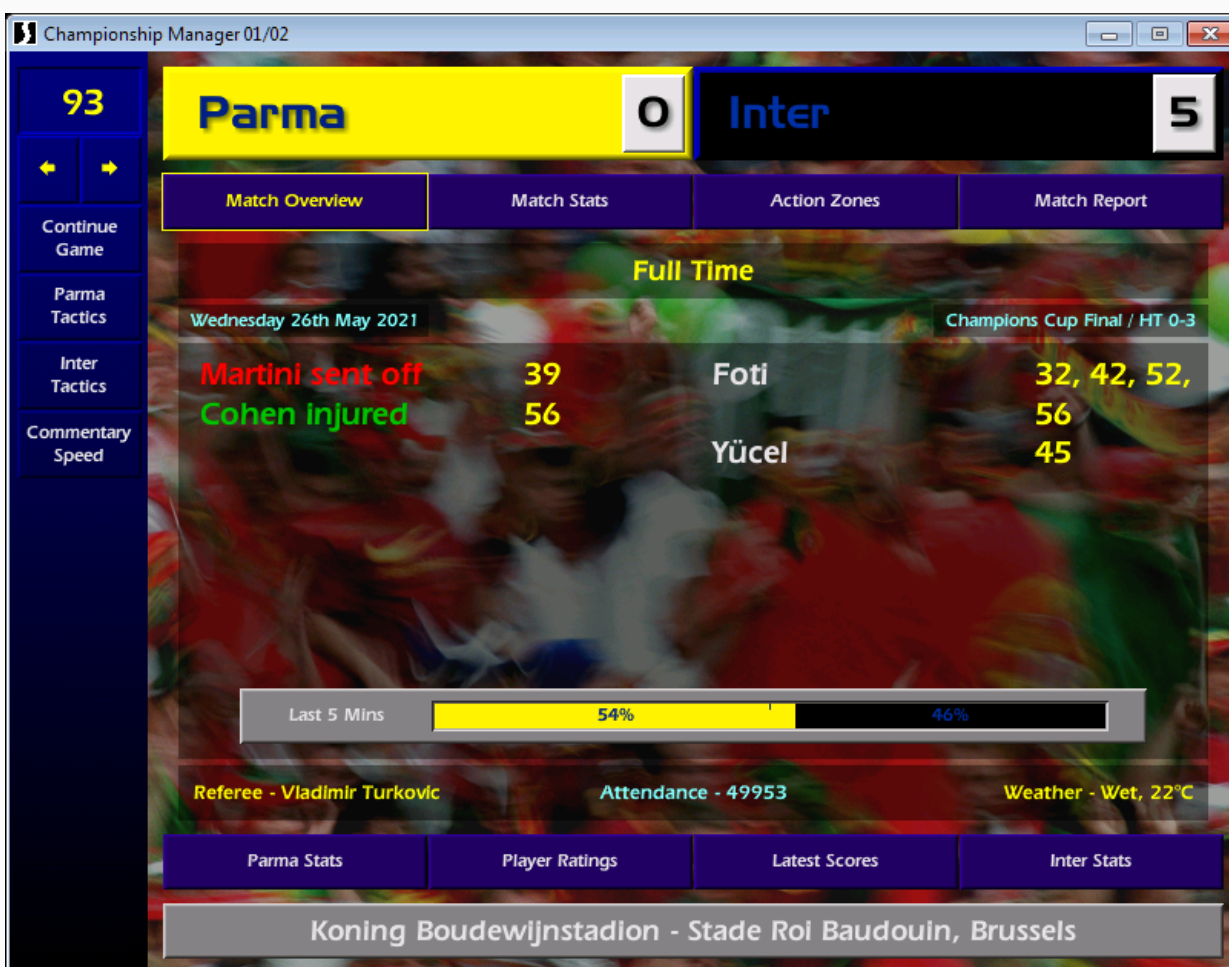 Championship Manager 01/02
93
Parma 0 Inter 5
Match Overview Match Stats Action Zones Match Report
Continue
Game
Parma
Tactics
Inter
Tactics
Commentary
Speed
Full Time
Wednesday 26th May 2021 Champions Cup Final / HT 0-3
Martini sent off 39 Foti 32, 42, 52,
Cohen injured 56 56
Yücel 45
Last 5 Mins 54% 46%
Referee - Vladimir Turkovic Attendance - 49953 Weather - Wet, 22°C
Parma Stats Player Ratings Latest Scores Inter Stats
Koning Boudewijnstadion - Stade Roi Baudouin, Brussels